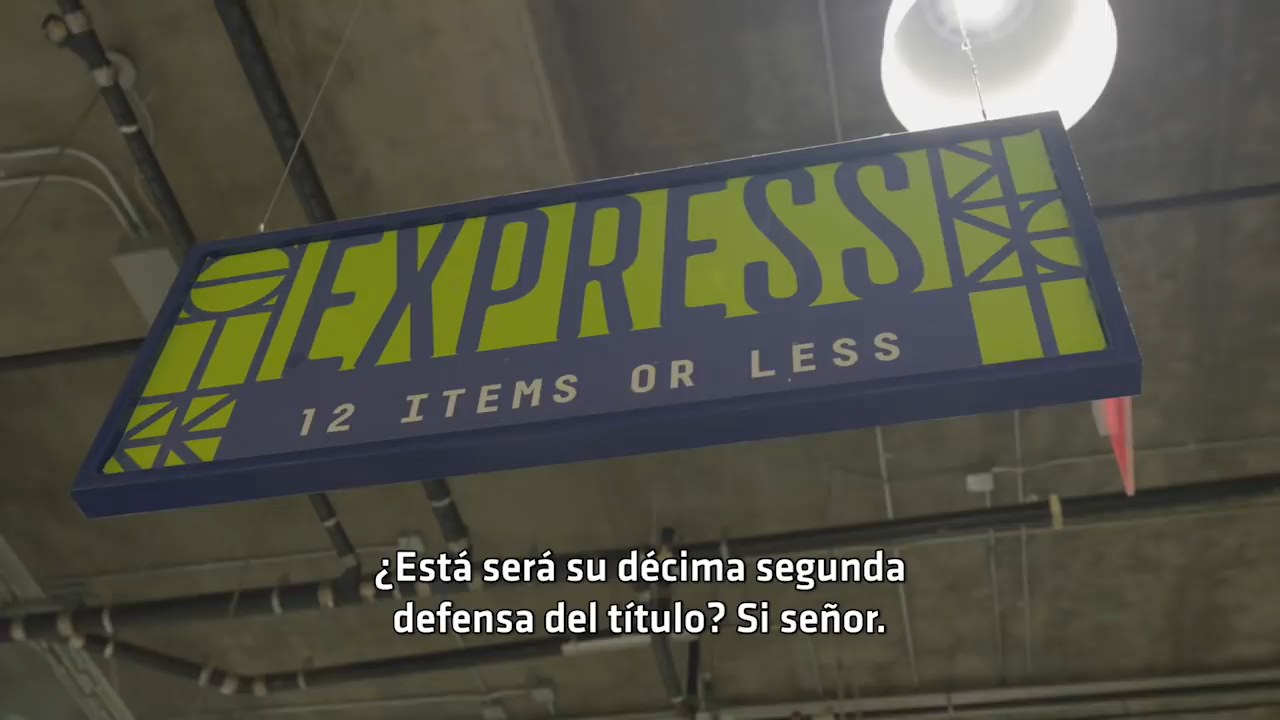 EXPRESS
12 ITEMS OR LESS
¿Está será su décima segunda
defensa del título? Si señor.